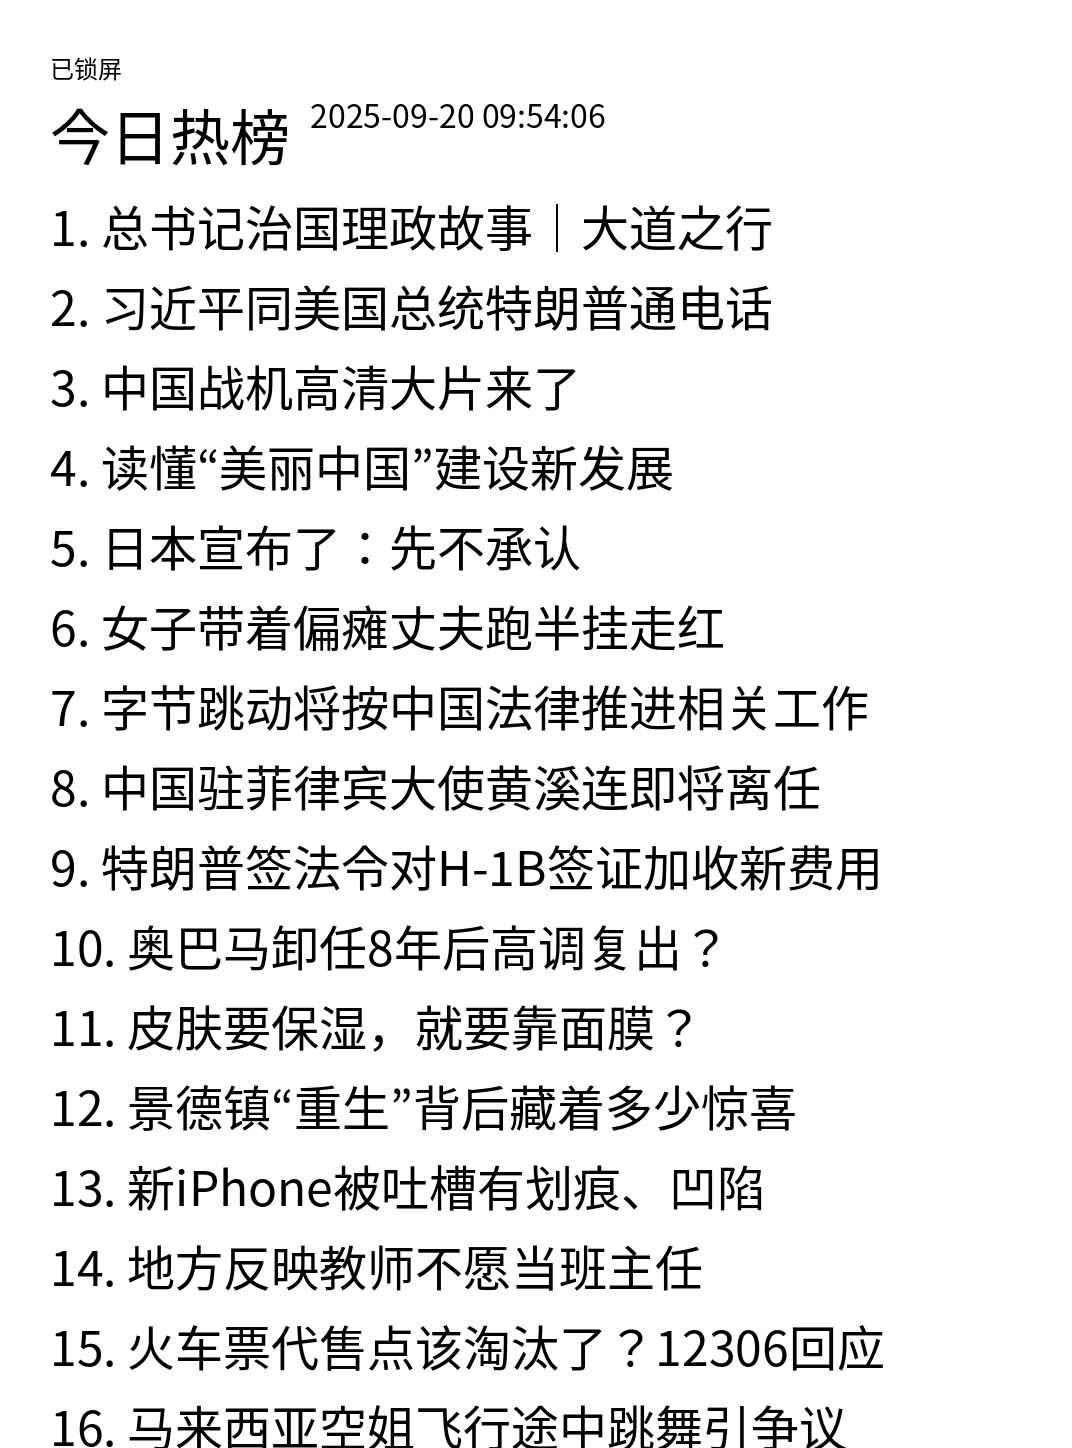 已锁屏
今日热榜 2025-09-20 09:54:06
1. 总书记治国理政故事｜大道之行
2. 习近平同美国总统特朗普通电话
3. 中国战机高清大片来了
4. 读懂“美丽中国”建设新发展
5. 日本宣布了：先不承认
6. 女子带着偏瘫丈夫跑半挂走红
7. 字节跳动将按中国法律推进相关工作
8. 中国驻菲律宾大使黄溪连即将离任
9. 特朗普签法令对H-1B签证加收新费用
10. 奥巴马卸任8年后高调复出？
11. 皮肤要保湿，就要靠面膜？
12. 景德镇“重生”背后藏着多少惊喜
13. 新iPhone被吐槽有划痕、凹陷
14. 地方反映教师不愿当班主任
15. 火车票代售点该淘汰了？12306回应
16. 马来西亚空姐飞行途中跳舞引争议